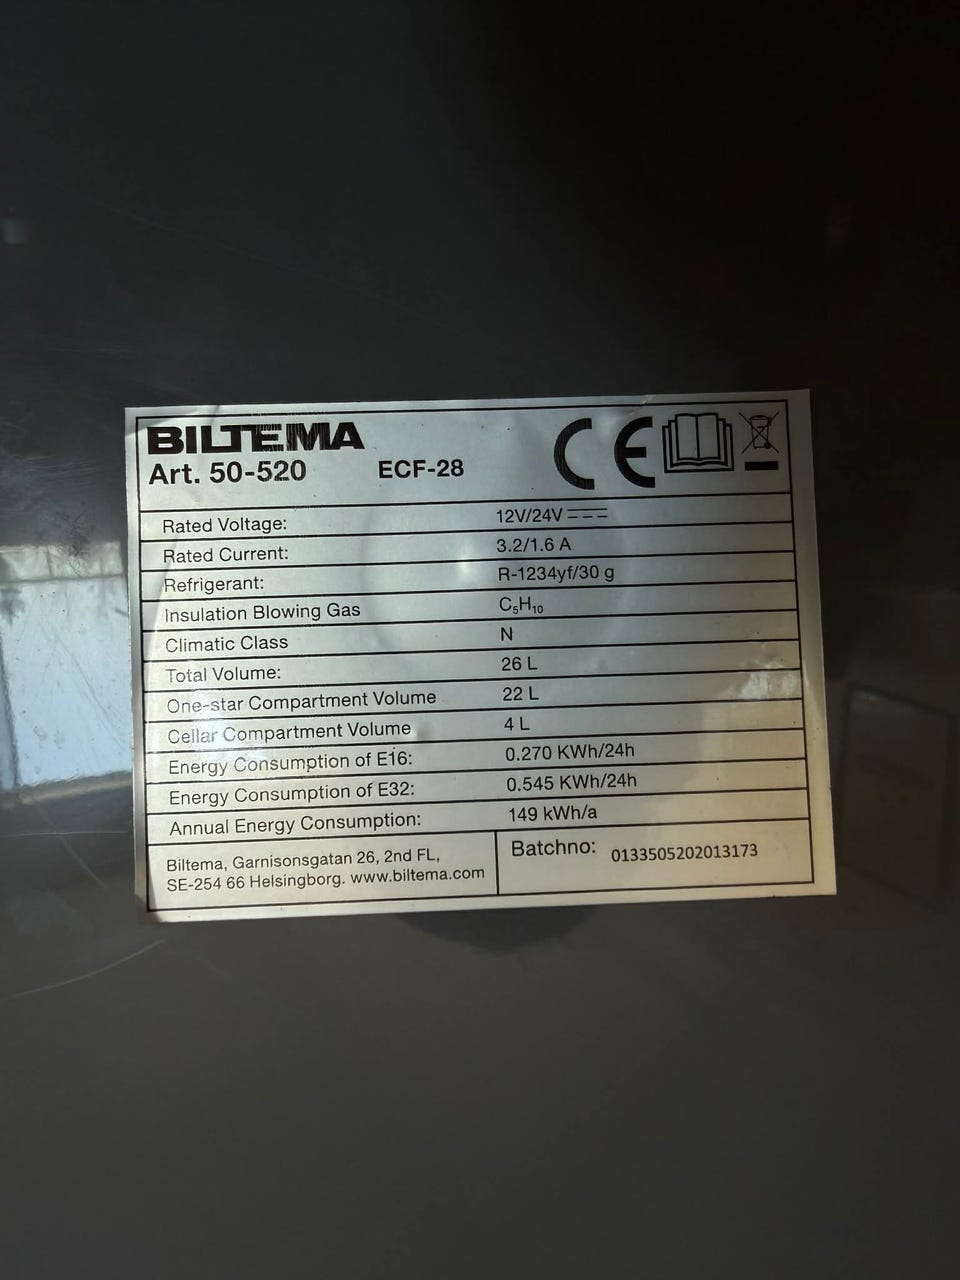 BILTEMA
Art. 50-520 ECF-28 CE
Rated Voltage: 12V/24V
Rated Current: 3.2/1.6 A
Refrigerant: R-1234yf/30 g
Insulation Blowing Gas C₅H₁₀
Climatic Class N
Total Volume: 26 L
One-star Compartment Volume 22 L
Cellar Compartment Volume 4 L
Energy Consumption of E16: 0.270 KWh/24h
Energy Consumption of E32: 0.545 KWh/24h
Annual Energy Consumption: 149 kWh/a
Biltema, Garnisonsgatan 26, 2nd FL,
SE-254 66 Helsingborg. www.biltema.com
Batchno: 0133505202013173